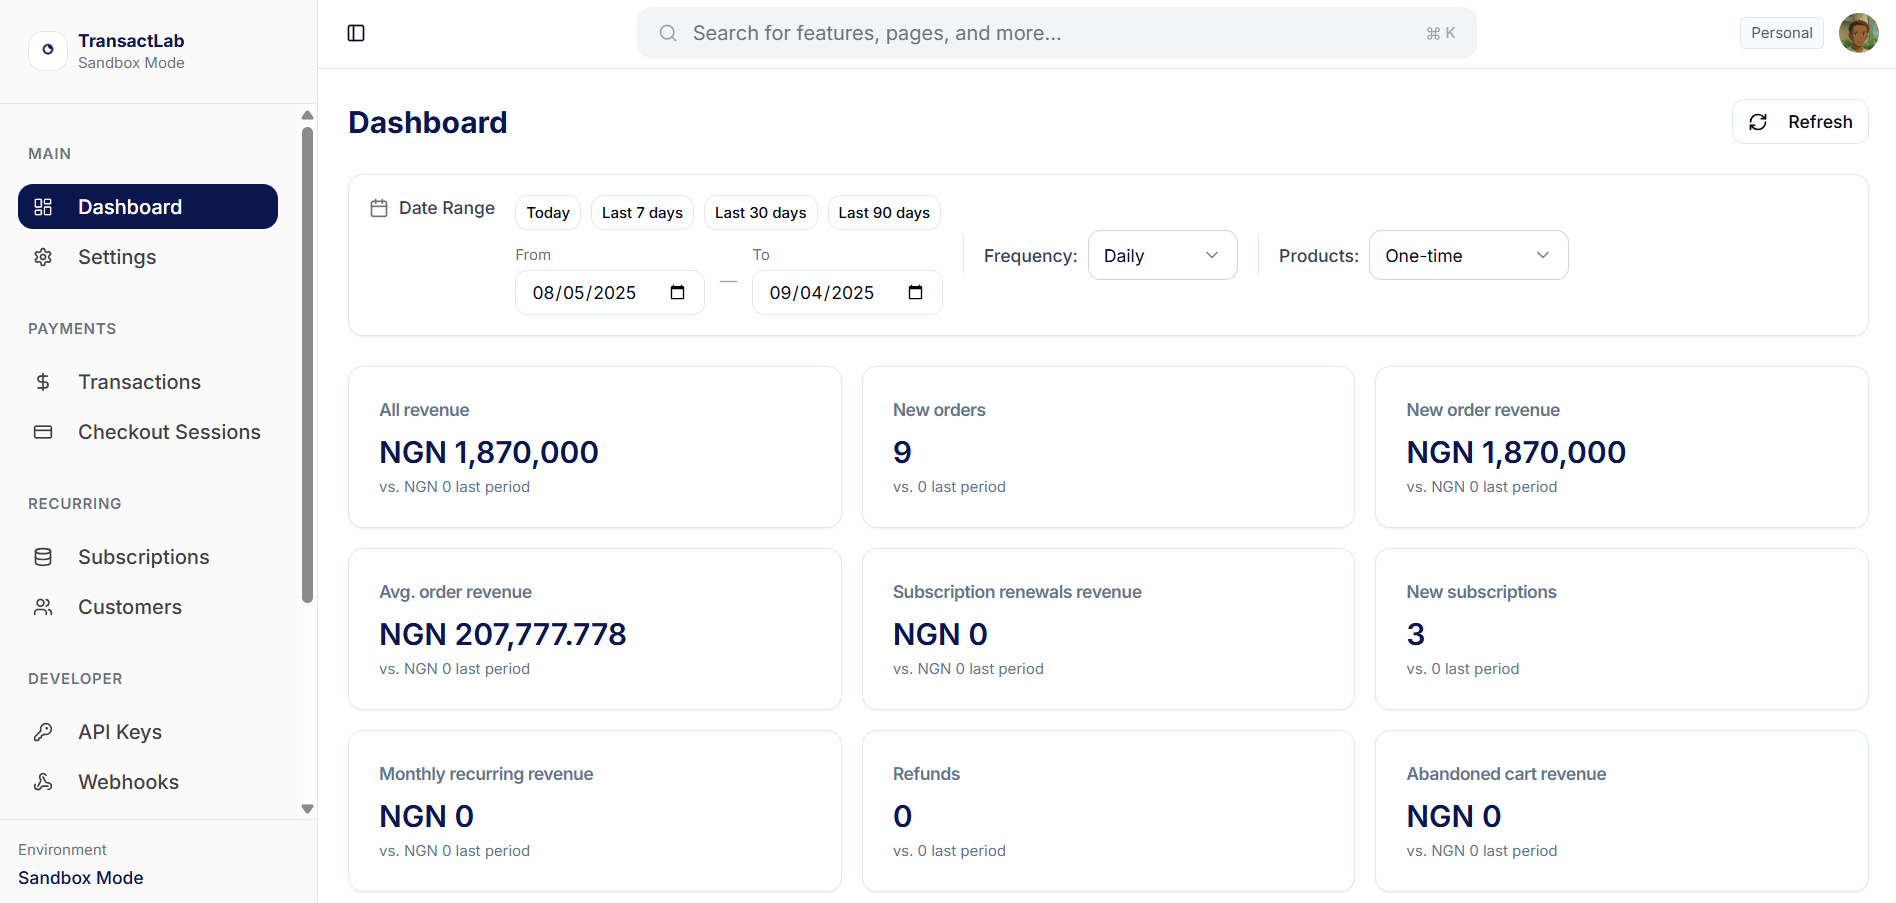 TransactLab
Sandbox Mode
Search for features, pages, and more...
⌘ K
Personal
MAIN
Dashboard
Settings
PAYMENTS
Transactions
Checkout Sessions
RECURRING
Subscriptions
Customers
DEVELOPER
API Keys
Webhooks
Environment
Sandbox Mode
Dashboard
Refresh
Date Range
Today Last 7 days Last 30 days Last 90 days
From To
08/05/2025 — 09/04/2025
Frequency: Daily
Products: One-time
All revenue
NGN 1,870,000
vs. NGN 0 last period
New orders
9
vs. 0 last period
New order revenue
NGN 1,870,000
vs. NGN 0 last period
Avg. order revenue
NGN 207,777.778
vs. NGN 0 last period
Subscription renewals revenue
NGN 0
vs. NGN 0 last period
New subscriptions
3
vs. 0 last period
Monthly recurring revenue
NGN 0
vs. NGN 0 last period
Refunds
0
vs. 0 last period
Abandoned cart revenue
NGN 0
vs. NGN 0 last period